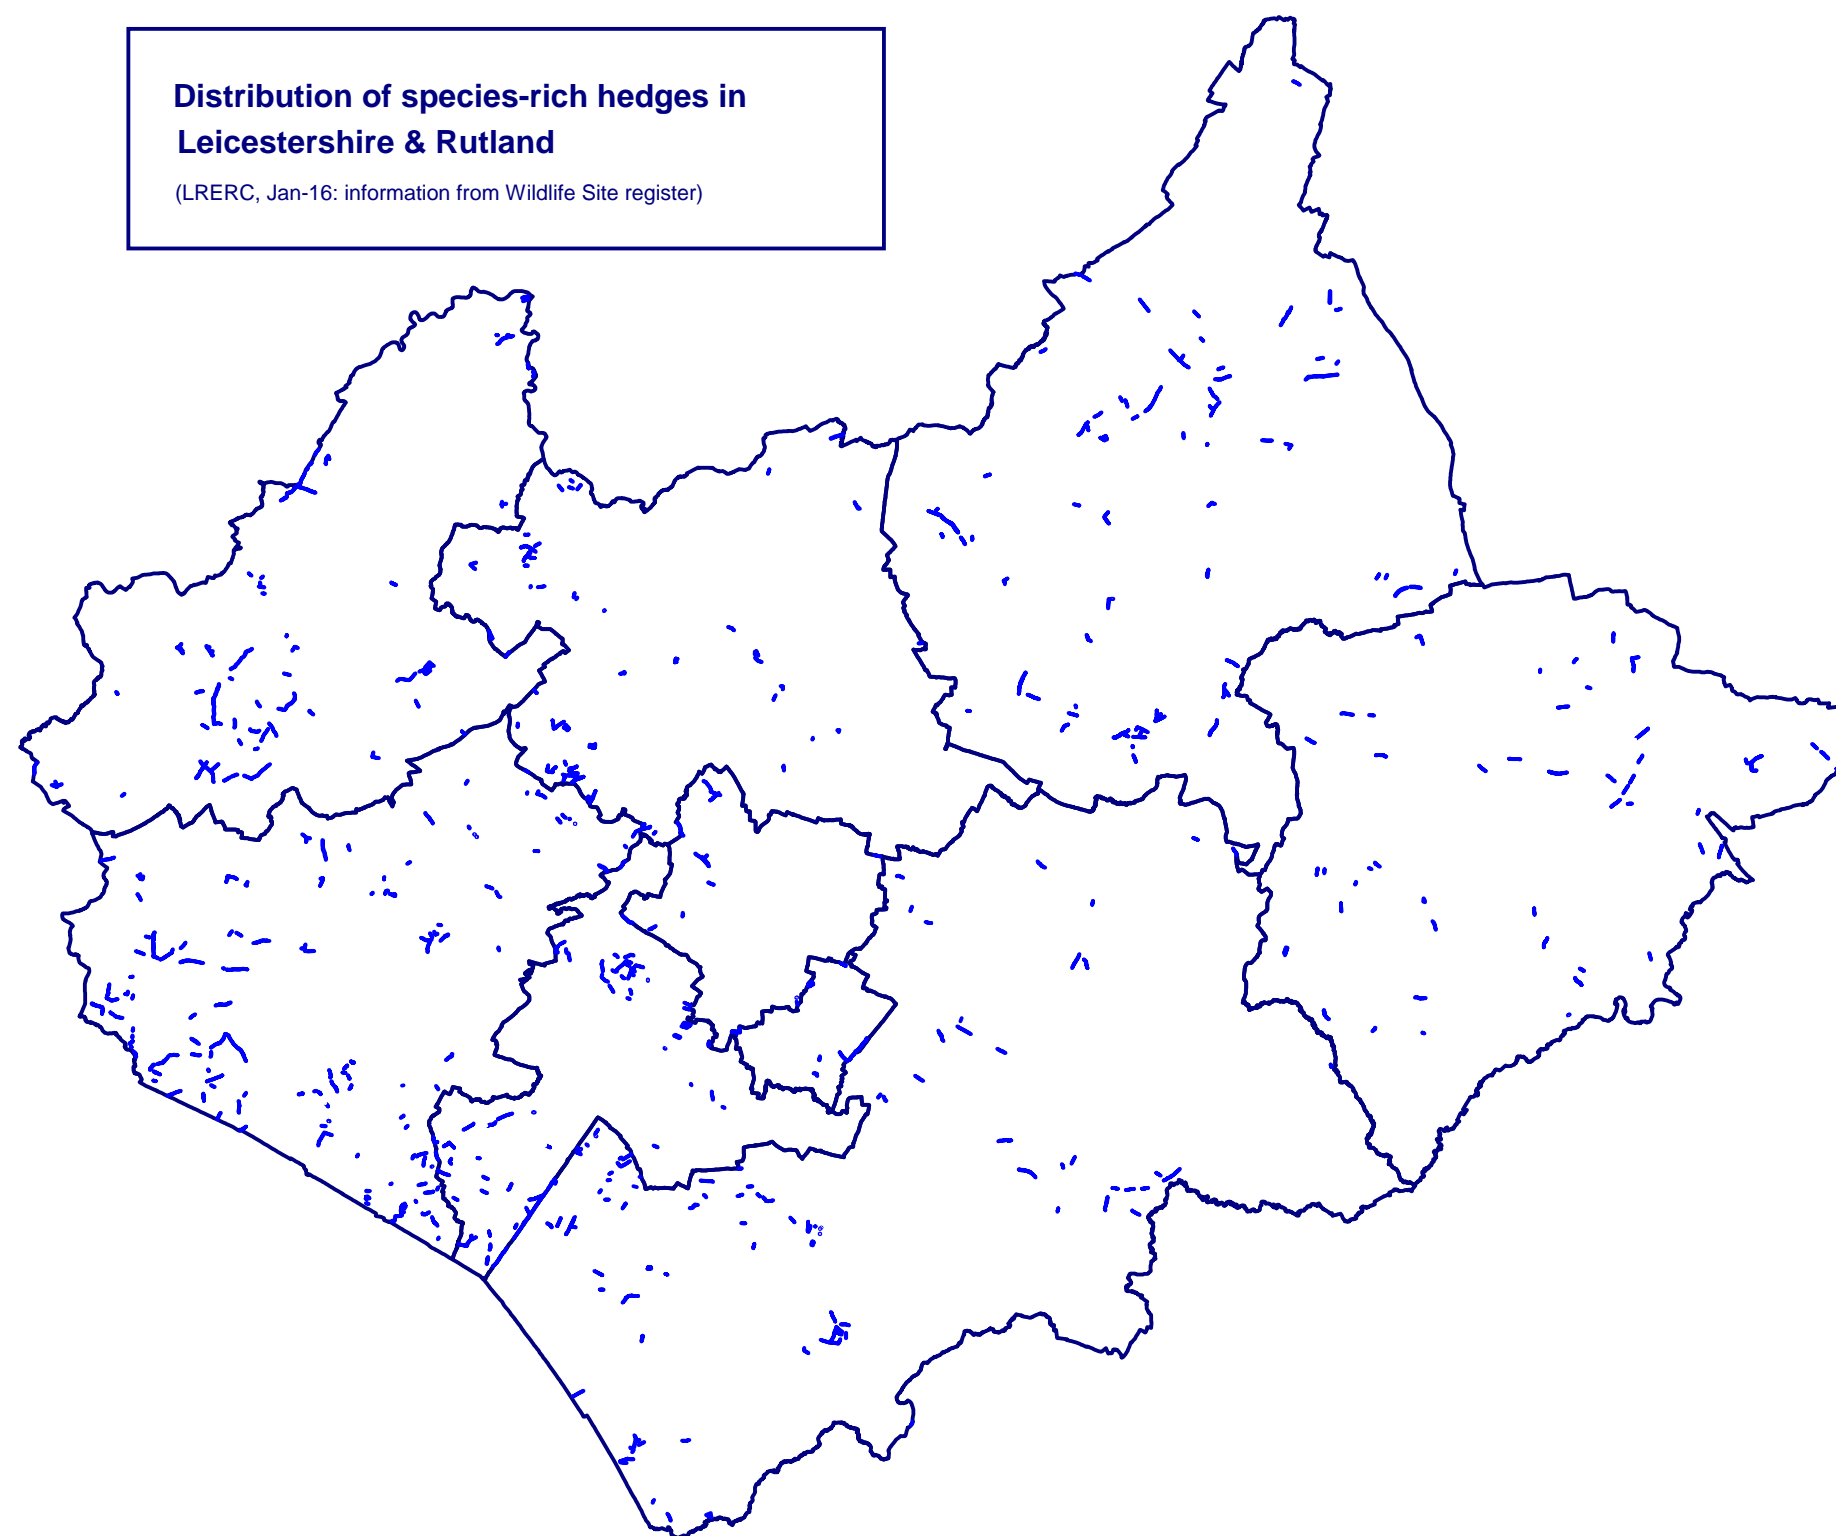 Distribution of species-rich hedges in
Leicestershire & Rutland
(LRERC, Jan-16: information from Wildlife Site register)